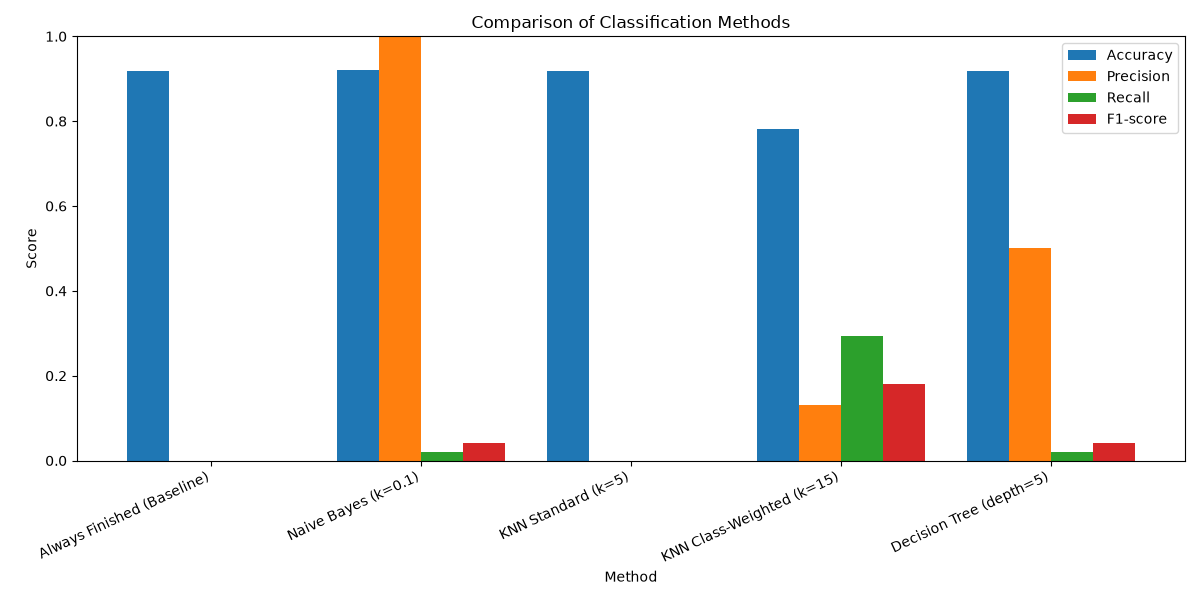 Comparison of Classification Methods
1.0
0.8
0.6
0.4
0.2
0.0
Score
Accuracy
Precision
Recall
F1-score
Always Finished (Baseline)
Naive Bayes (k=0.1)
KNN Standard (k=5)
KNN Class-Weighted (k=15)
Decision Tree (depth=5)
Method